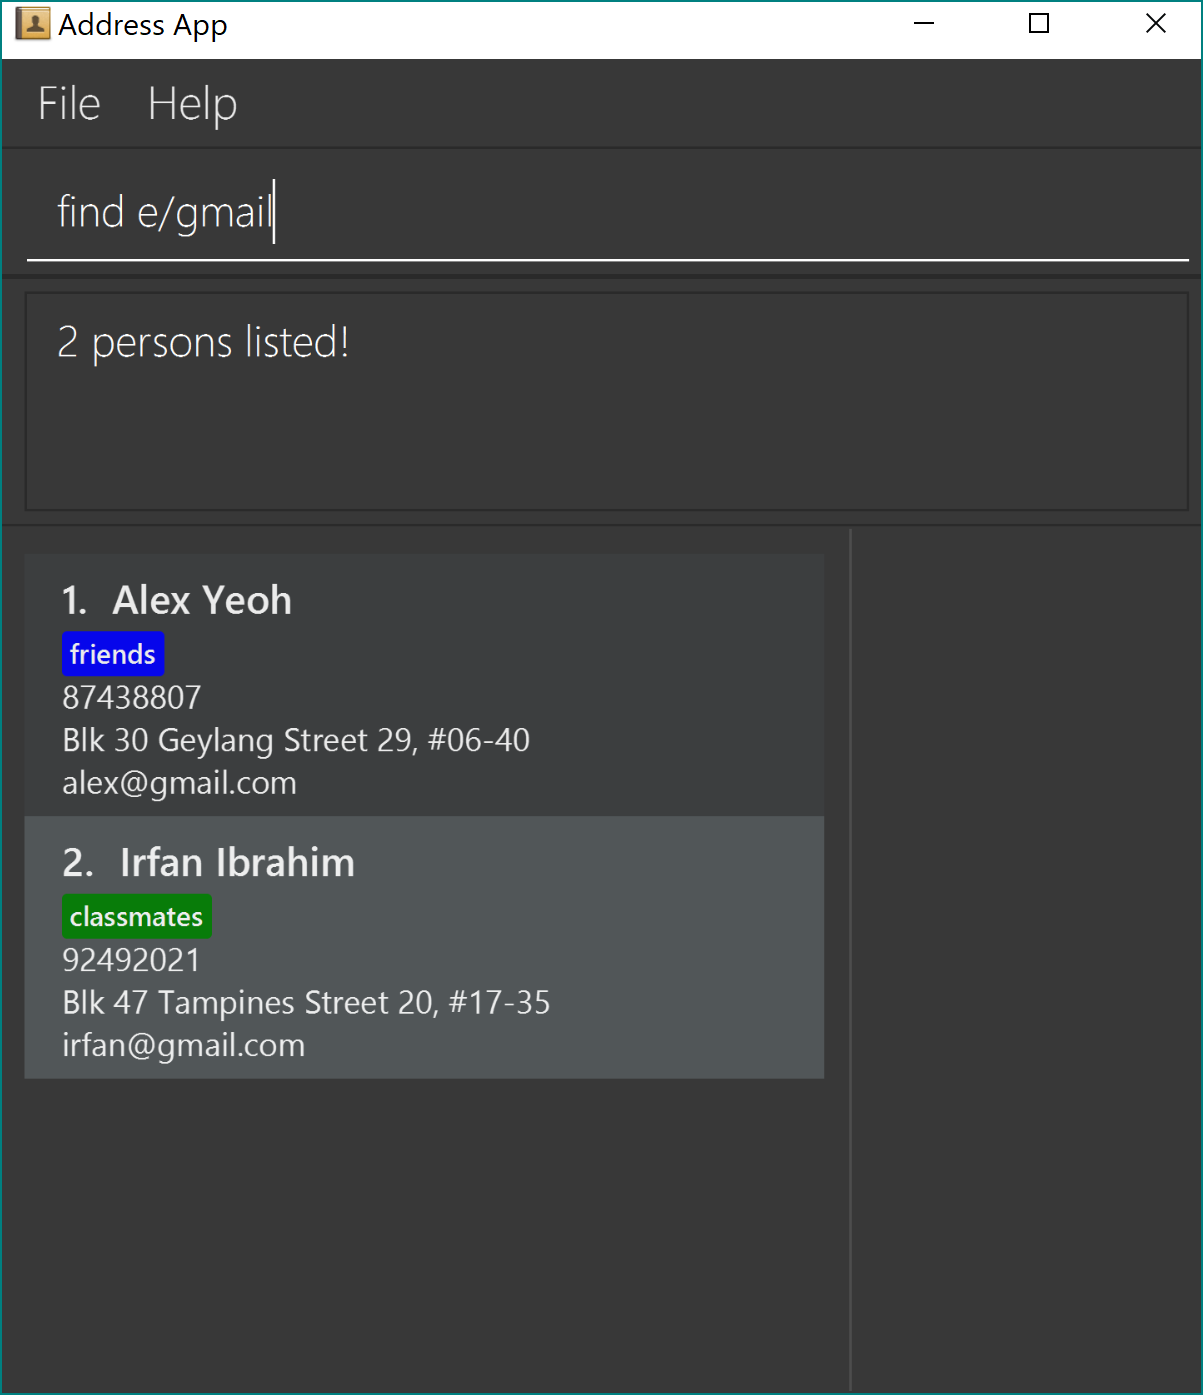 Address App
File Help
find e/gmail
2 persons listed!
1. Alex Yeoh
friends
87438807
Blk 30 Geylang Street 29, #06-40
alex@gmail.com
2. Irfan Ibrahim
classmates
92492021
Blk 47 Tampines Street 20, #17-35
irfan@gmail.com